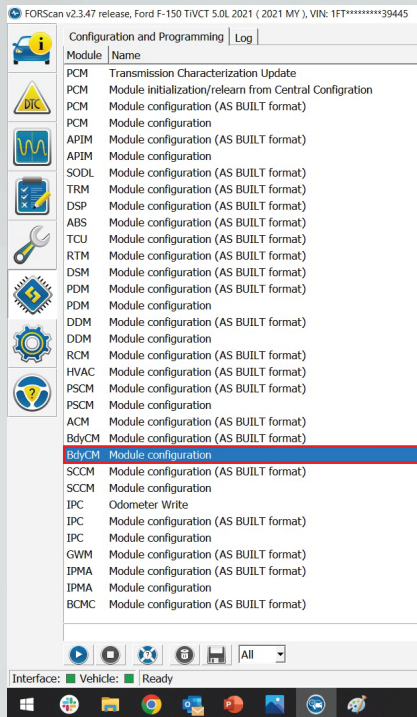 FORScan v2.3.47 release, Ford F-150 TiVCT 5.0L 2021 ( 2021 MY ), VIN: 1FT*********39445
Configuration and Programming Log
Module Name
PCM Transmission Characterization Update
PCM Module initialization/relearn from Central Configration
PCM Module configuration (AS BUILT format)
PCM Module configuration
APIM Module configuration (AS BUILT format)
APIM Module configuration
SODL Module configuration (AS BUILT format)
TRM Module configuration (AS BUILT format)
DSP Module configuration (AS BUILT format)
ABS Module configuration (AS BUILT format)
TCU Module configuration (AS BUILT format)
RTM Module configuration (AS BUILT format)
DSM Module configuration (AS BUILT format)
PDM Module configuration (AS BUILT format)
PDM Module configuration
DDM Module configuration (AS BUILT format)
DDM Module configuration
RCM Module configuration (AS BUILT format)
HVAC Module configuration (AS BUILT format)
PSCM Module configuration (AS BUILT format)
PSCM Module configuration
ACM Module configuration (AS BUILT format)
BdyCM Module configuration (AS BUILT format)
BdyCM Module configuration
SCCM Module configuration (AS BUILT format)
SCCM Module configuration
IPC Odometer Write
IPC Module configuration (AS BUILT format)
IPC Module configuration
GWM Module configuration (AS BUILT format)
IPMA Module configuration (AS BUILT format)
IPMA Module configuration
BCMC Module configuration (AS BUILT format)
DTC
All
Interface: Vehicle: Ready